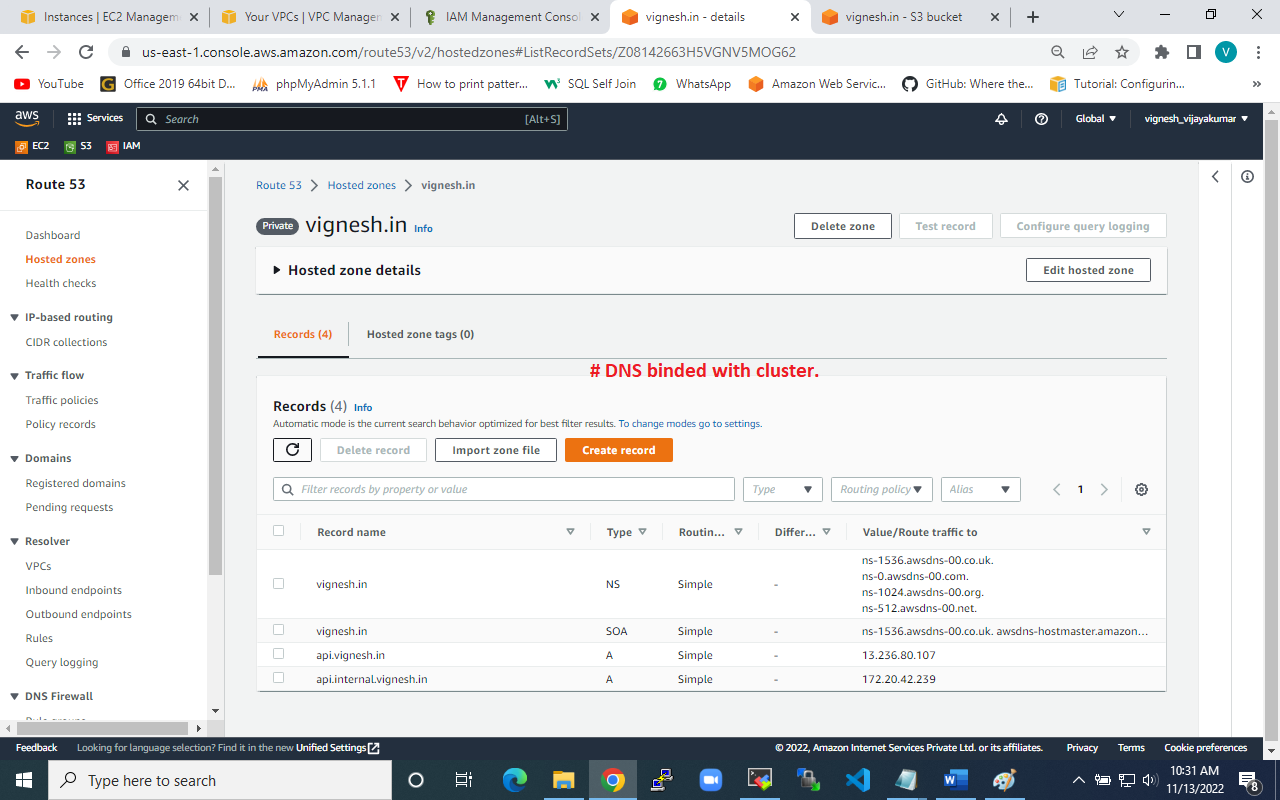 Instances | EC2 Managem
Your VPCs | VPC Manager
IAM Management Consol
vignesh.in - details
vignesh.in - S3 bucket
us-east-1.console.aws.amazon.com/route53/v2/hostedzones#ListRecordSets/Z08142663H5VGNV5MOG62
V
YouTube
Office 2019 64bit D...
phpMyAdmin 5.1.1
How to print patter...
SQL Self Join
WhatsApp
Amazon Web Servic...
GitHub: Where the...
Tutorial: Configurin...
»
aws
Services
Search
[Alt+S]
Global
vignesh_vijayakumar
EC2
S3
IAM
Route 53
Dashboard
Hosted zones
Health checks
IP-based routing
CIDR collections
Traffic flow
Traffic policies
Policy records
Domains
Registered domains
Pending requests
Resolver
VPCs
Inbound endpoints
Outbound endpoints
Rules
Query logging
DNS Firewall
Route 53
Hosted zones
vignesh.in
Private
vignesh.in
Info
Delete zone
Test record
Configure query logging
Hosted zone details
Edit hosted zone
Records (4)
Hosted zone tags (0)
# DNS binded with cluster.
Records (4) Info
Automatic mode is the current search behavior optimized for best filter results. To change modes go to settings.
Delete record
Import zone file
Create record
Filter records by property or value
Type
Routing policy
Alias
1
Record name
Type
Routin...
Differ...
Value/Route traffic to
vignesh.in
NS
Simple
-
ns-1536.awsdns-00.co.uk.
ns-0.awsdns-00.com.
ns-1024.awsdns-00.org.
ns-512.awsdns-00.net.
vignesh.in
SOA
Simple
-
ns-1536.awsdns-00.co.uk. awsdns-hostmaster.amazon...
api.vignesh.in
A
Simple
-
13.236.80.107
api.internal.vignesh.in
A
Simple
-
172.20.42.239
Feedback
Looking for language selection? Find it in the new Unified Settings
© 2022, Amazon Internet Services Private Ltd. or its affiliates.
Privacy
Terms
Cookie preferences
Type here to search
10:31 AM
11/13/2022
8